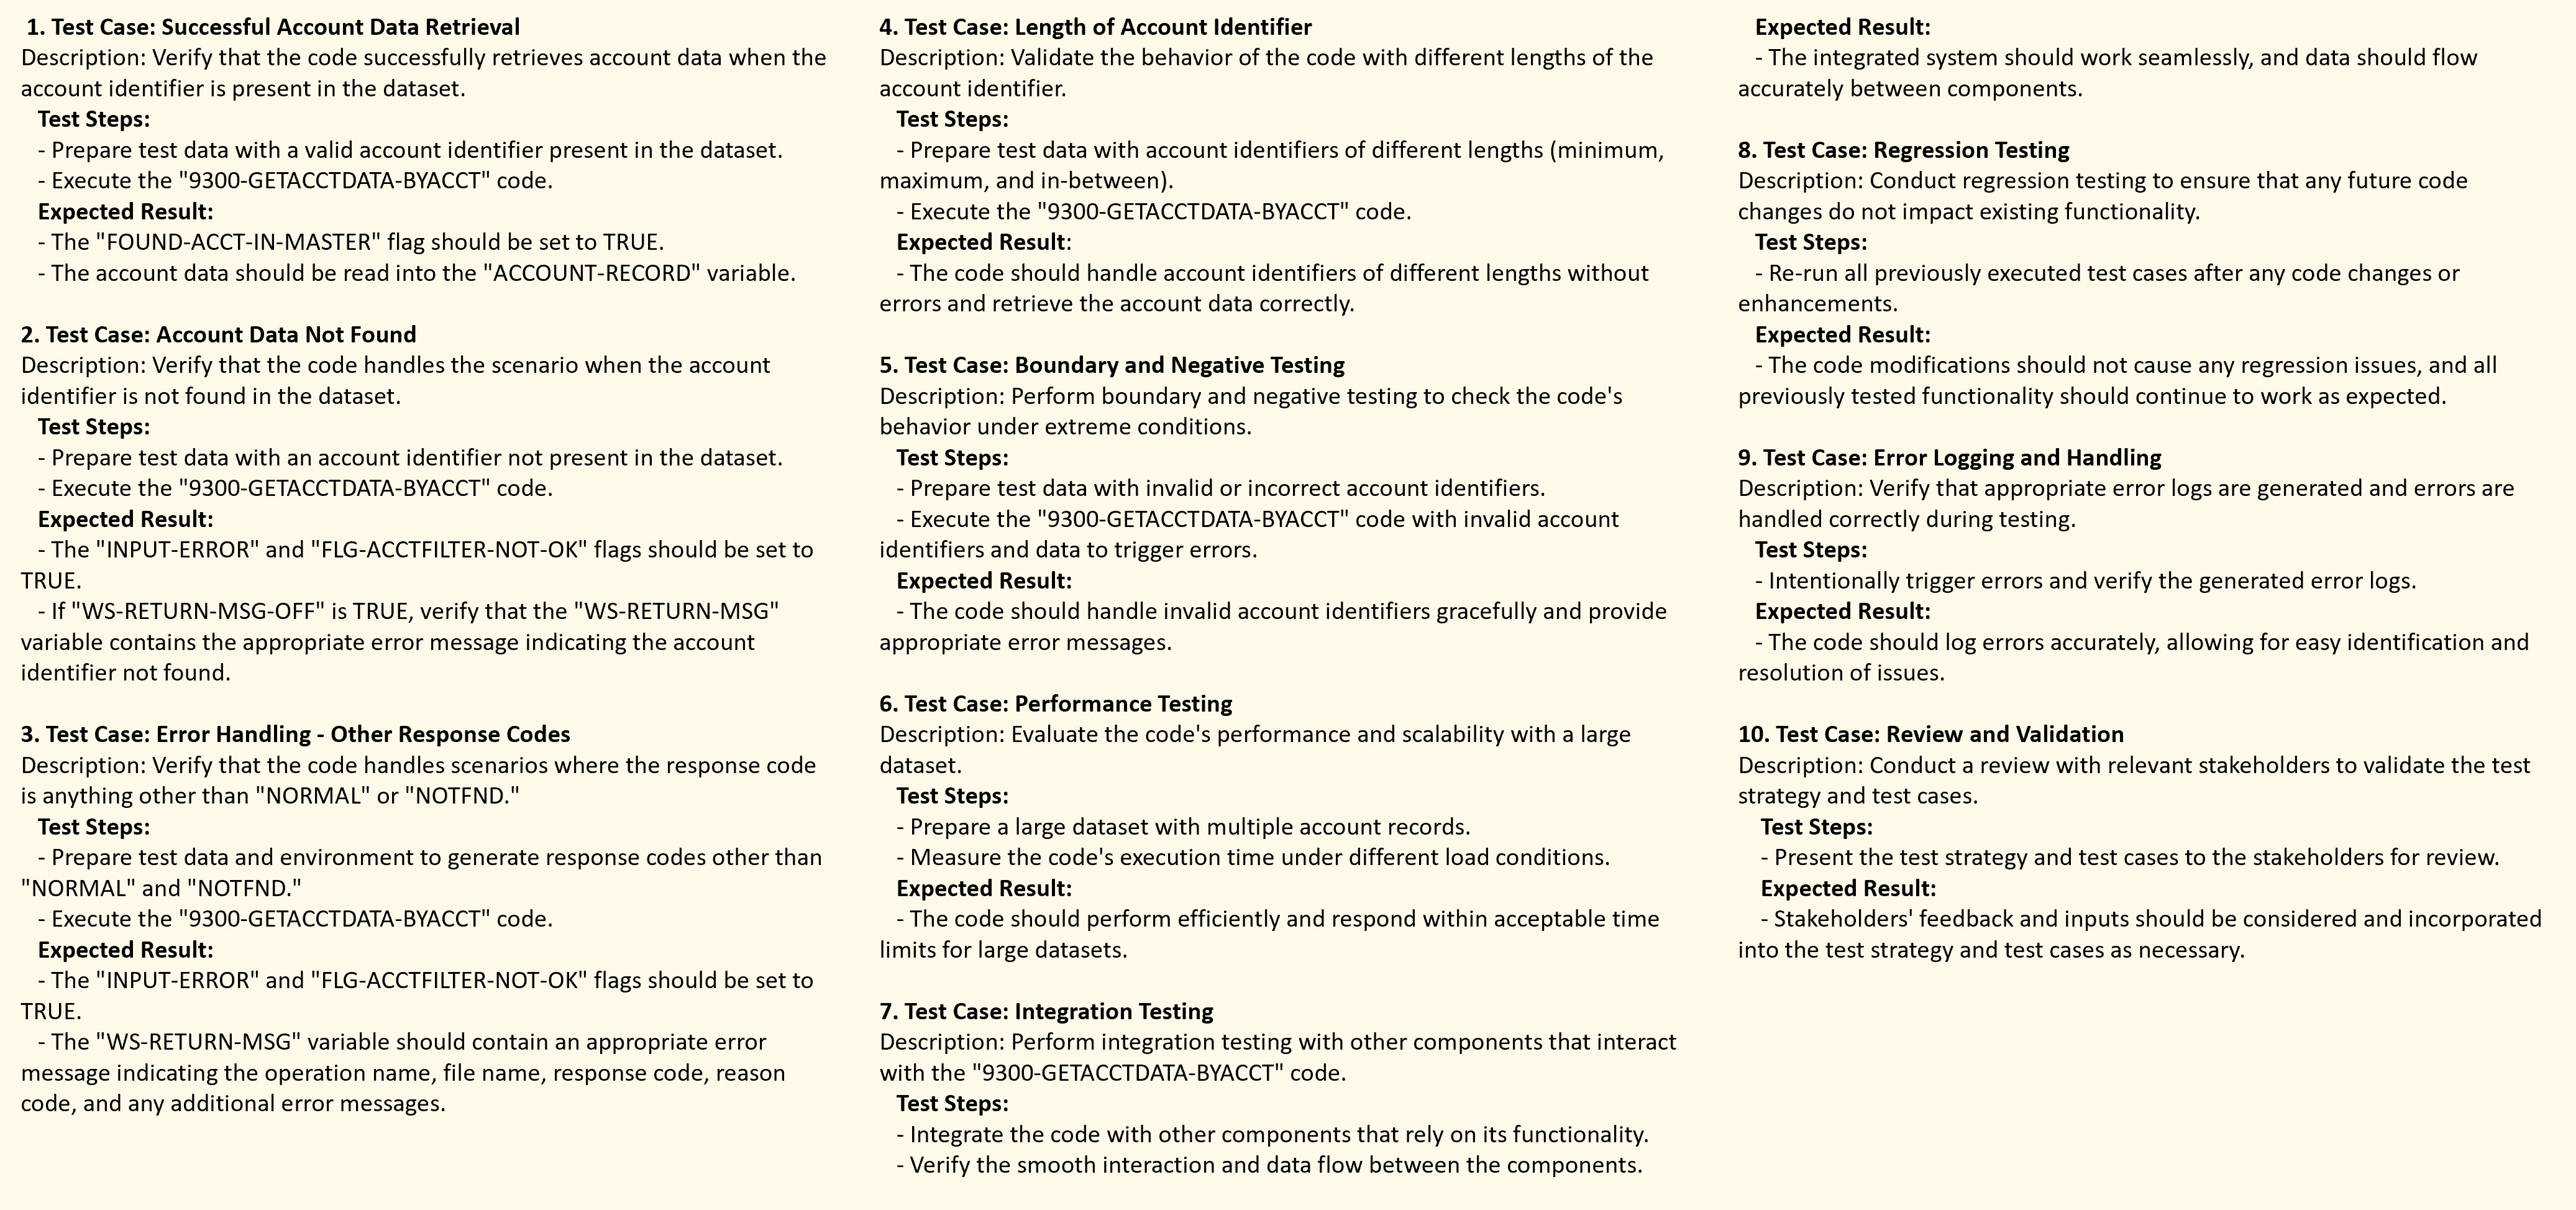 1. Test Case: Successful Account Data Retrieval
Description: Verify that the code successfully retrieves account data when the
account identifier is present in the dataset.
Test Steps:
- Prepare test data with a valid account identifier present in the dataset.
- Execute the "9300-GETACCTDATA-BYACCT" code.
Expected Result:
- The "FOUND-ACCT-IN-MASTER" flag should be set to TRUE.
- The account data should be read into the "ACCOUNT-RECORD" variable.
2. Test Case: Account Data Not Found
Description: Verify that the code handles the scenario when the account
identifier is not found in the dataset.
Test Steps:
- Prepare test data with an account identifier not present in the dataset.
- Execute the "9300-GETACCTDATA-BYACCT" code.
Expected Result:
- The "INPUT-ERROR" and "FLG-ACCTFILTER-NOT-OK" flags should be set to
TRUE.
- If "WS-RETURN-MSG-OFF" is TRUE, verify that the "WS-RETURN-MSG"
variable contains the appropriate error message indicating the account
identifier not found.
3. Test Case: Error Handling - Other Response Codes
Description: Verify that the code handles scenarios where the response code
is anything other than "NORMAL" or "NOTFND."
Test Steps:
- Prepare test data and environment to generate response codes other than
"NORMAL" and "NOTFND."
- Execute the "9300-GETACCTDATA-BYACCT" code.
Expected Result:
- The "INPUT-ERROR" and "FLG-ACCTFILTER-NOT-OK" flags should be set to
TRUE.
- The "WS-RETURN-MSG" variable should contain an appropriate error
message indicating the operation name, file name, response code, reason
code, and any additional error messages.
4. Test Case: Length of Account Identifier
Description: Validate the behavior of the code with different lengths of the
account identifier.
Test Steps:
- Prepare test data with account identifiers of different lengths (minimum,
maximum, and in-between).
- Execute the "9300-GETACCTDATA-BYACCT" code.
Expected Result:
- The code should handle account identifiers of different lengths without
errors and retrieve the account data correctly.
5. Test Case: Boundary and Negative Testing
Description: Perform boundary and negative testing to check the code's
behavior under extreme conditions.
Test Steps:
- Prepare test data with invalid or incorrect account identifiers.
- Execute the "9300-GETACCTDATA-BYACCT" code with invalid account
identifiers and data to trigger errors.
Expected Result:
- The code should handle invalid account identifiers gracefully and provide
appropriate error messages.
6. Test Case: Performance Testing
Description: Evaluate the code's performance and scalability with a large
dataset.
Test Steps:
- Prepare a large dataset with multiple account records.
- Measure the code's execution time under different load conditions.
Expected Result:
- The code should perform efficiently and respond within acceptable time
limits for large datasets.
7. Test Case: Integration Testing
Description: Perform integration testing with other components that interact
with the "9300-GETACCTDATA-BYACCT" code.
Test Steps:
- Integrate the code with other components that rely on its functionality.
- Verify the smooth interaction and data flow between the components.
Expected Result:
- The integrated system should work seamlessly, and data should flow
accurately between components.
8. Test Case: Regression Testing
Description: Conduct regression testing to ensure that any future code
changes do not impact existing functionality.
Test Steps:
- Re-run all previously executed test cases after any code changes or
enhancements.
Expected Result:
- The code modifications should not cause any regression issues, and all
previously tested functionality should continue to work as expected.
9. Test Case: Error Logging and Handling
Description: Verify that appropriate error logs are generated and errors are
handled correctly during testing.
Test Steps:
- Intentionally trigger errors and verify the generated error logs.
Expected Result:
- The code should log errors accurately, allowing for easy identification and
resolution of issues.
10. Test Case: Review and Validation
Description: Conduct a review with relevant stakeholders to validate the test
strategy and test cases.
Test Steps:
- Present the test strategy and test cases to the stakeholders for review.
Expected Result:
- Stakeholders' feedback and inputs should be considered and incorporated
into the test strategy and test cases as necessary.